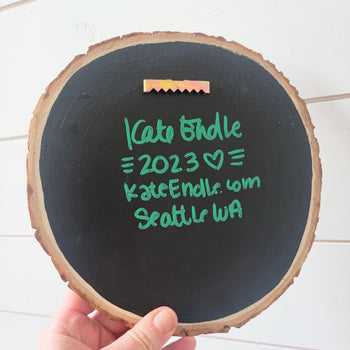 Kate Endle
=2023♡=
KateEndle.com
Seattle WA